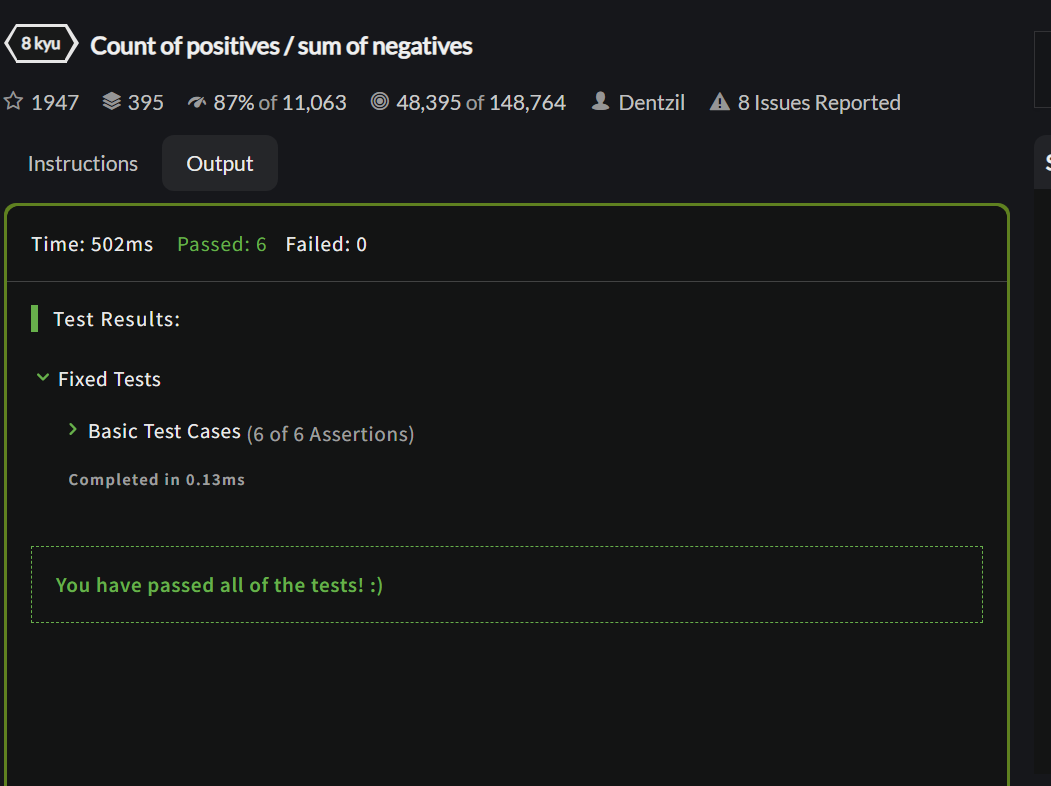 8 kyu Count of positives / sum of negatives
1947 395 87% of 11,063 48,395 of 148,764 Dentzil 8 Issues Reported
Instructions Output
Time: 502ms Passed: 6 Failed: 0
Test Results:
Fixed Tests
Basic Test Cases (6 of 6 Assertions)
Completed in 0.13ms
You have passed all of the tests! :)